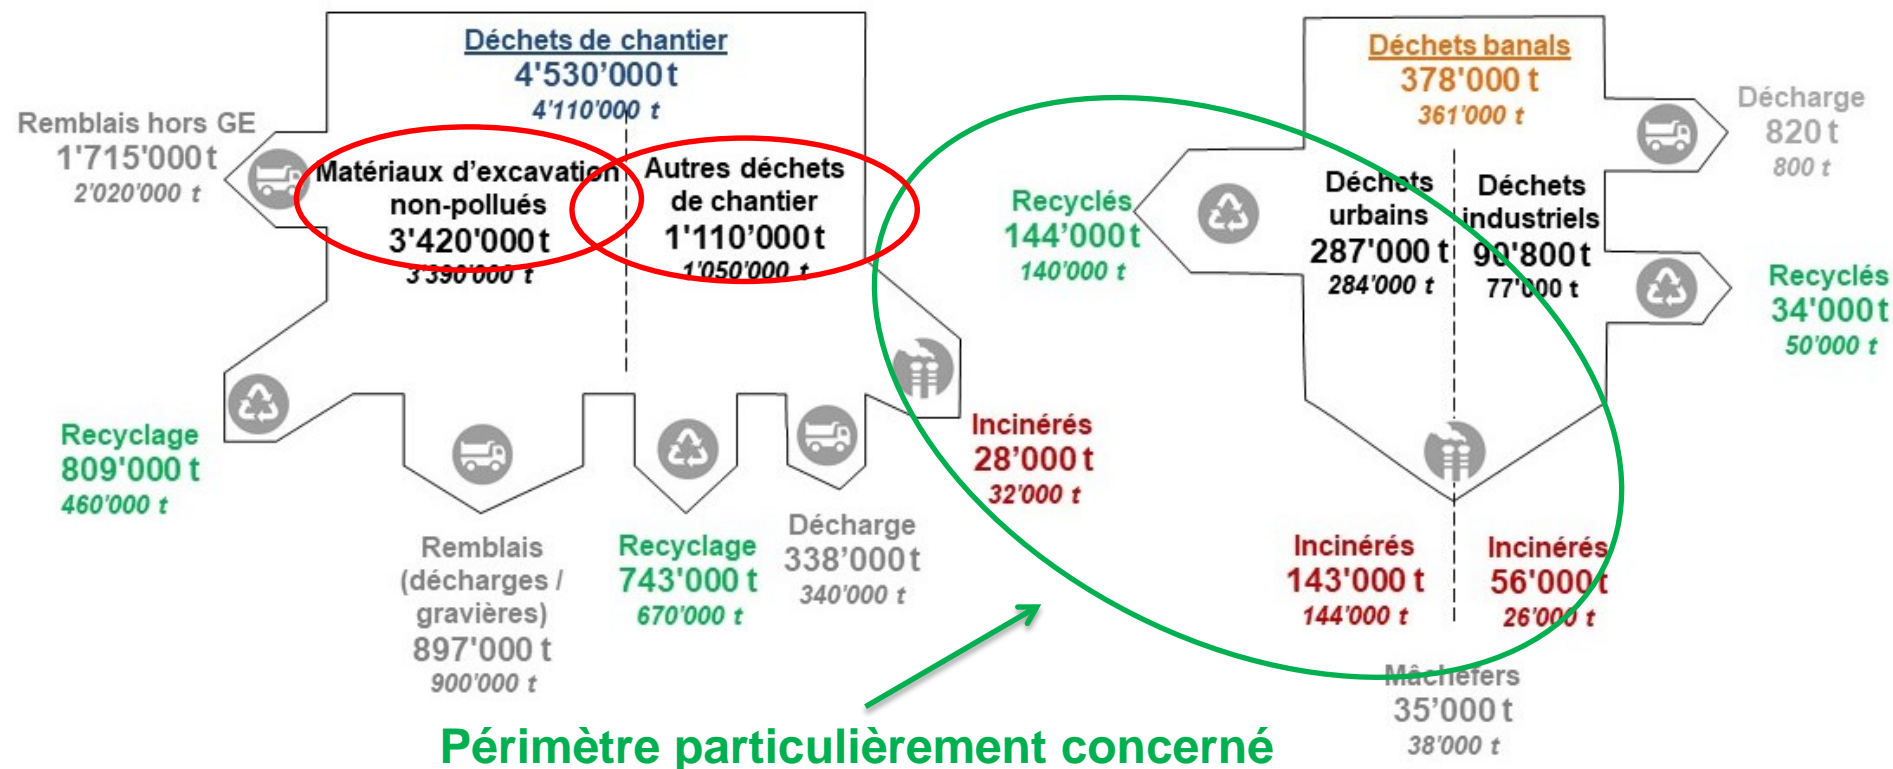 Déchets de chantier
4'530’000 t
4'110'000 t
Remblais hors GE
1'715'000 t
2’020’000 t
Matériaux d’excavation
non-pollués
3'420'000 t
3’390’000 t
Autres déchets
de chantier
1'110’000 t
1’050’000 t
Recyclage
809'000 t
460’000 t
Remblais
(décharges /
gravières)
897'000 t
900’000 t
Recyclage
743'000 t
670’000 t
Décharge
338’000 t
340’000 t
Incinérés
28’000 t
32’000 t
Déchets banals
378'000 t
361’000 t
Recyclés
144’000 t
140’000 t
Déchets
urbains
287'000 t
284’000 t
Déchets
industriels
90'800 t
77'000 t
Décharge
820 t
800 t
Recyclés
34'000 t
50’000 t
Incinérés
143'000 t
144’000 t
Incinérés
56'000 t
26’000 t
Mâchefers
35'000 t
38’000 t
Périmètre particulièrement concerné